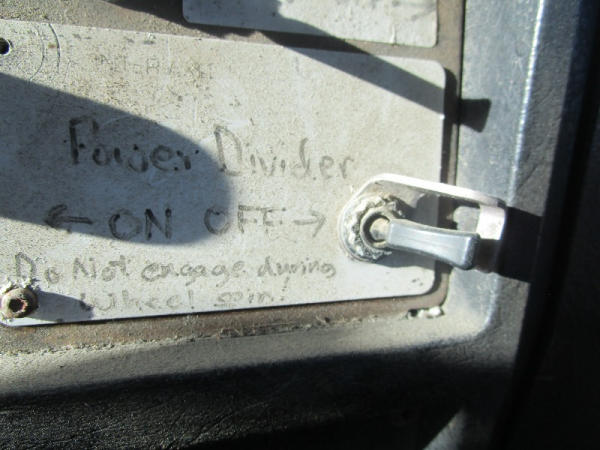 Power Divider
← ON OFF →
Do Not engage during
Wheel spin!